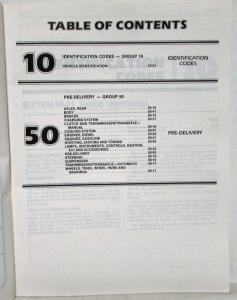 TABLE OF CONTENTS
10
IDENTIFICATION CODES — GROUP 10
VEHICLE IDENTIFICATION
IDENTIFICATION
CODES
PRE-DELIVERY — GROUP 50
50
PRE-DELIVERY
AXLES, REAR
BODY
BRAKES
CHARGING SYSTEM
CLUTCH AND TRANSMISSION/TRANSAXLE—
MANUAL
COOLING SYSTEM
ENGINES, DIESEL
ENGINES, GASOLINE
HOISTING, JACKING AND TOWING
LAMPS, INSTRUMENTS, CONTROLS, HEATING,
A/C AND ACCESSORIES
PRE-DELIVERY
STEERING
SUSPENSION
TRANSMISSION/TRANSAXLE—AUTOMATIC
WHEELS, TIRES, WHEEL HUBS AND
BEARINGS